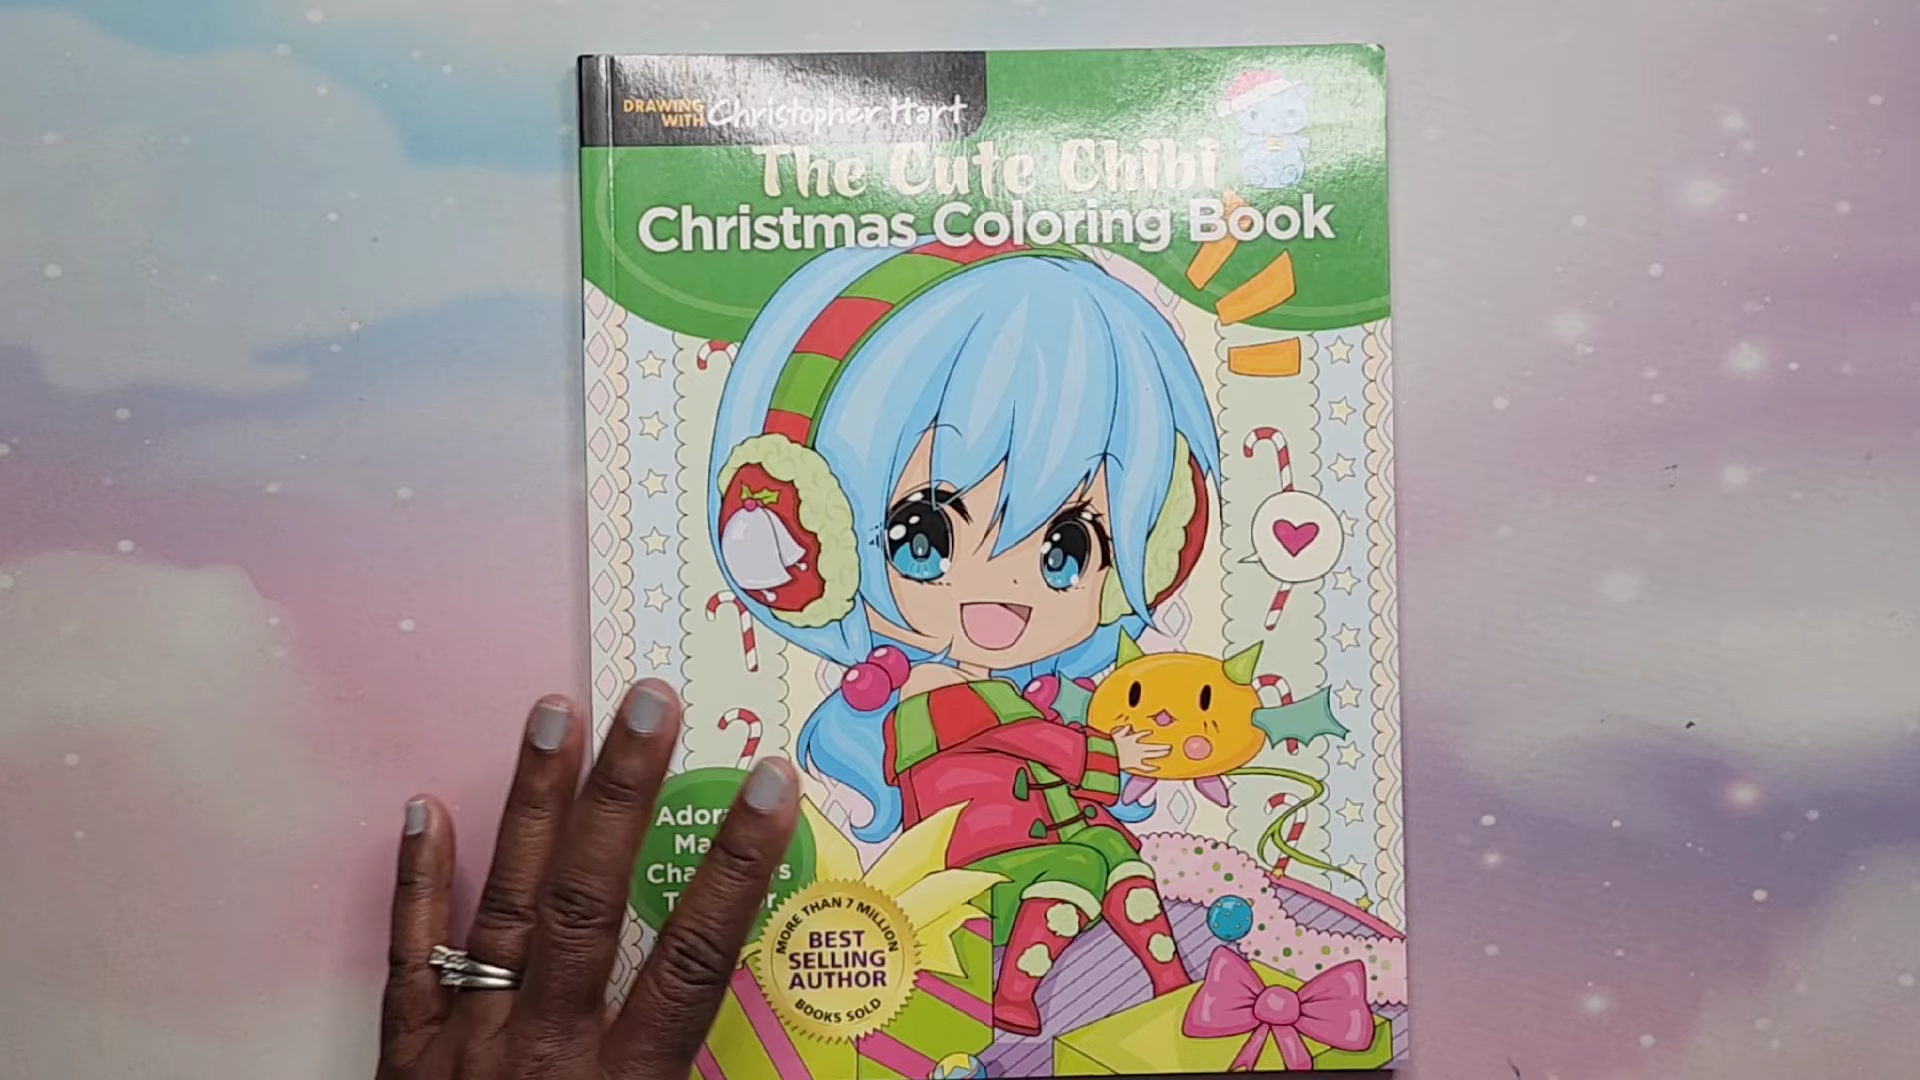 DRAWING
WITH Christopher Hart
The Cute Chibi
Christmas Coloring Book
MORE THAN 7 MILLION
BEST
SELLING
AUTHOR
BOOKS SOLD